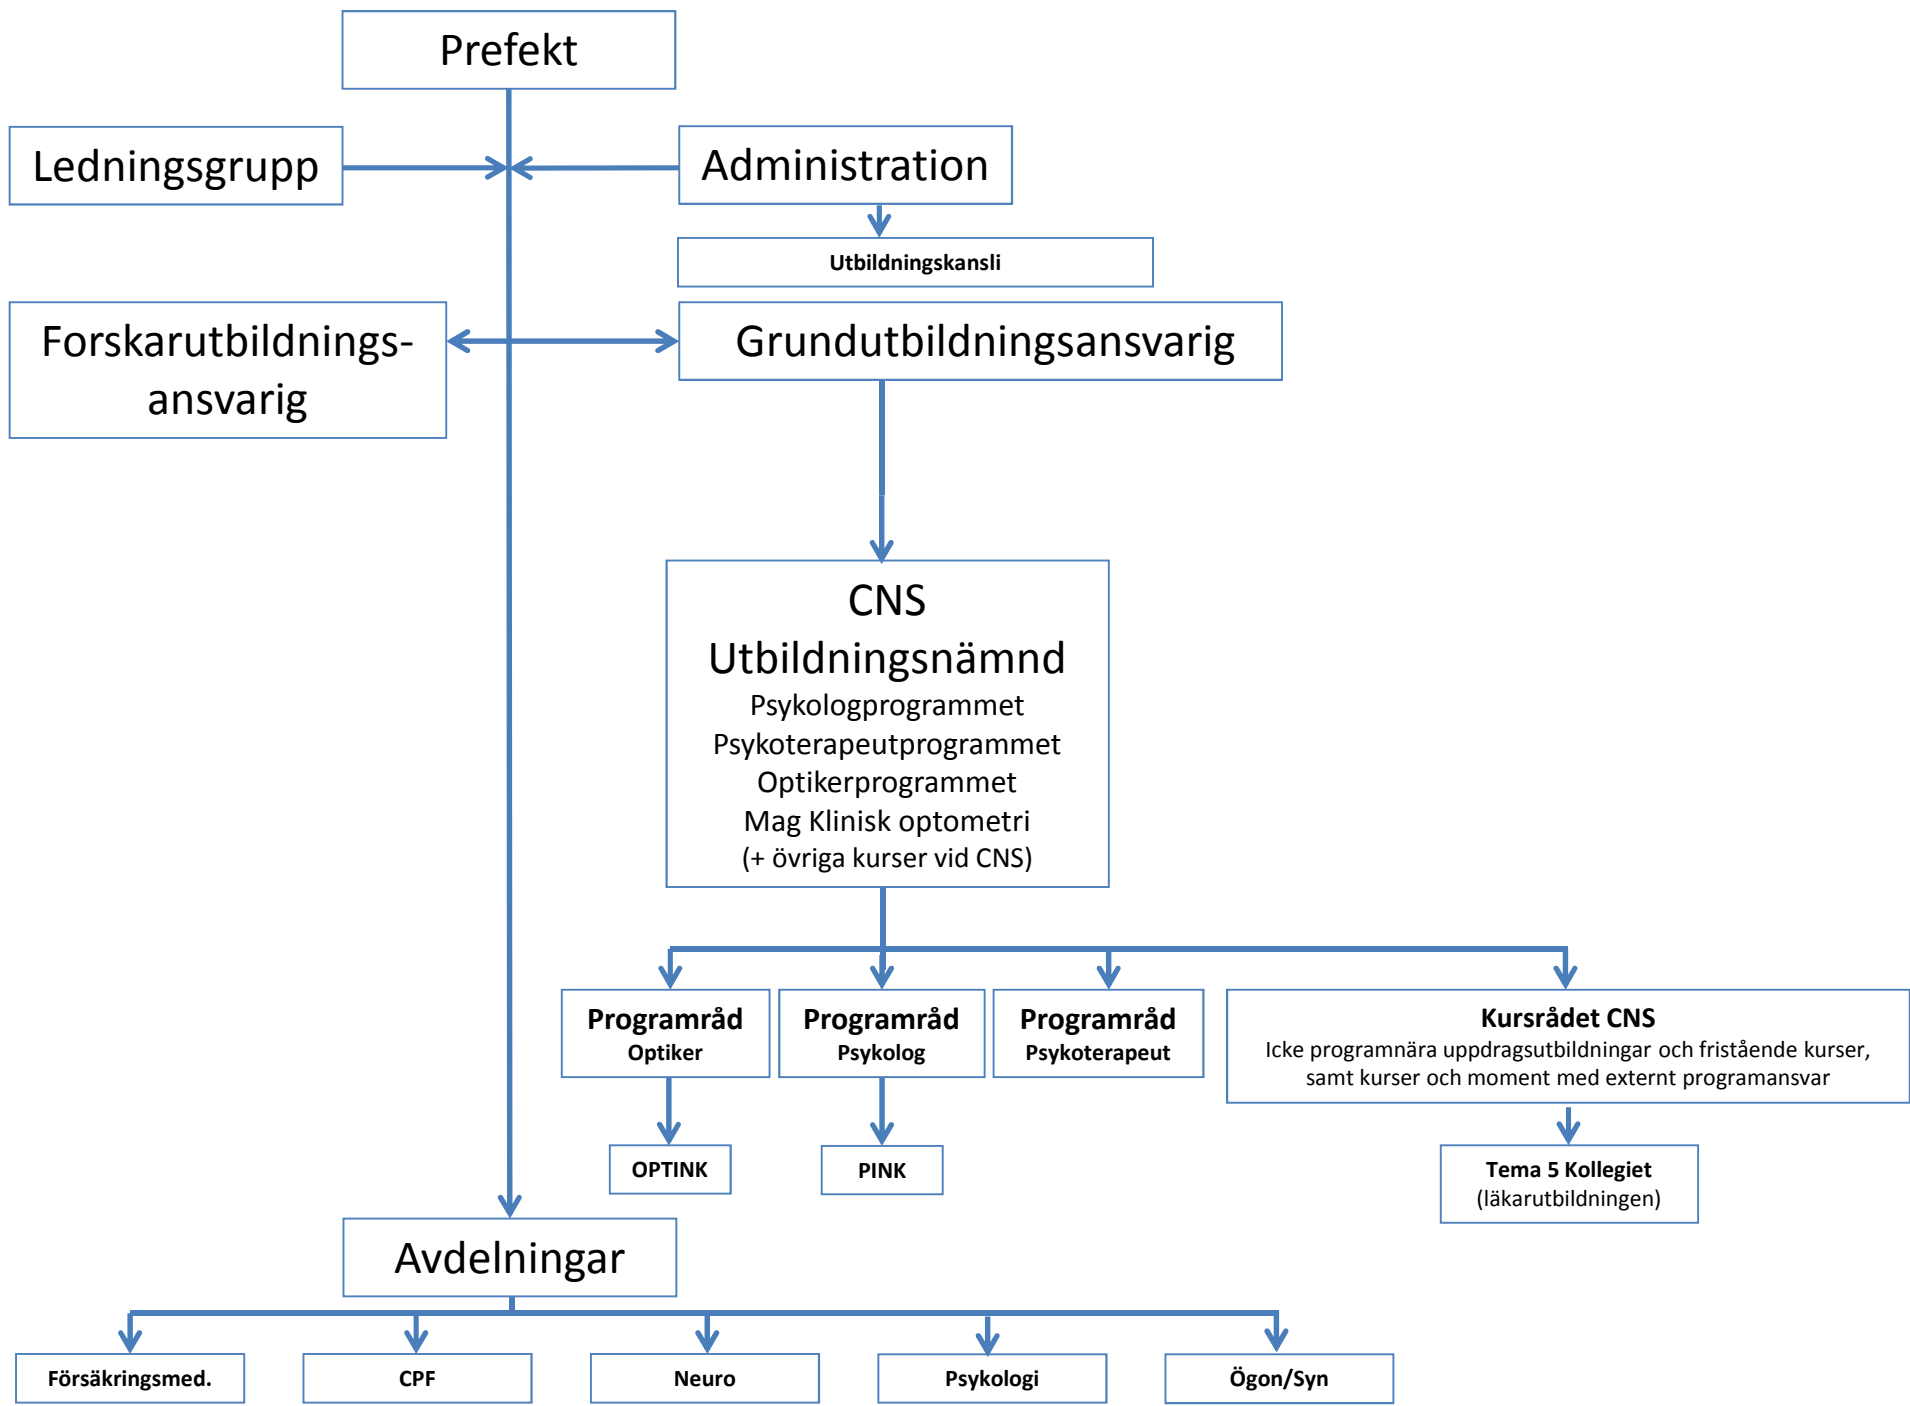 Prefekt
Ledningsgrupp
Administration
Utbildningskansli
Forskarutbildnings-
ansvarig
Grundutbildningsansvarig
CNS
Utbildningsnämnd
Psykologprogrammet
Psykoterapeutprogrammet
Optikerprogrammet
Mag Klinisk optometri
(+ övriga kurser vid CNS)
Programråd
Optiker
Programråd
Psykolog
Programråd
Psykoterapeut
Kursrådet CNS
Icke programnära uppdragsutbildningar och fristående kurser,
samt kurser och moment med externt programansvar
OPTINK
PINK
Tema 5 Kollegiet
(läkarutbildningen)
Avdelningar
Försäkringsmed.
CPF
Neuro
Psykologi
Ögon/Syn